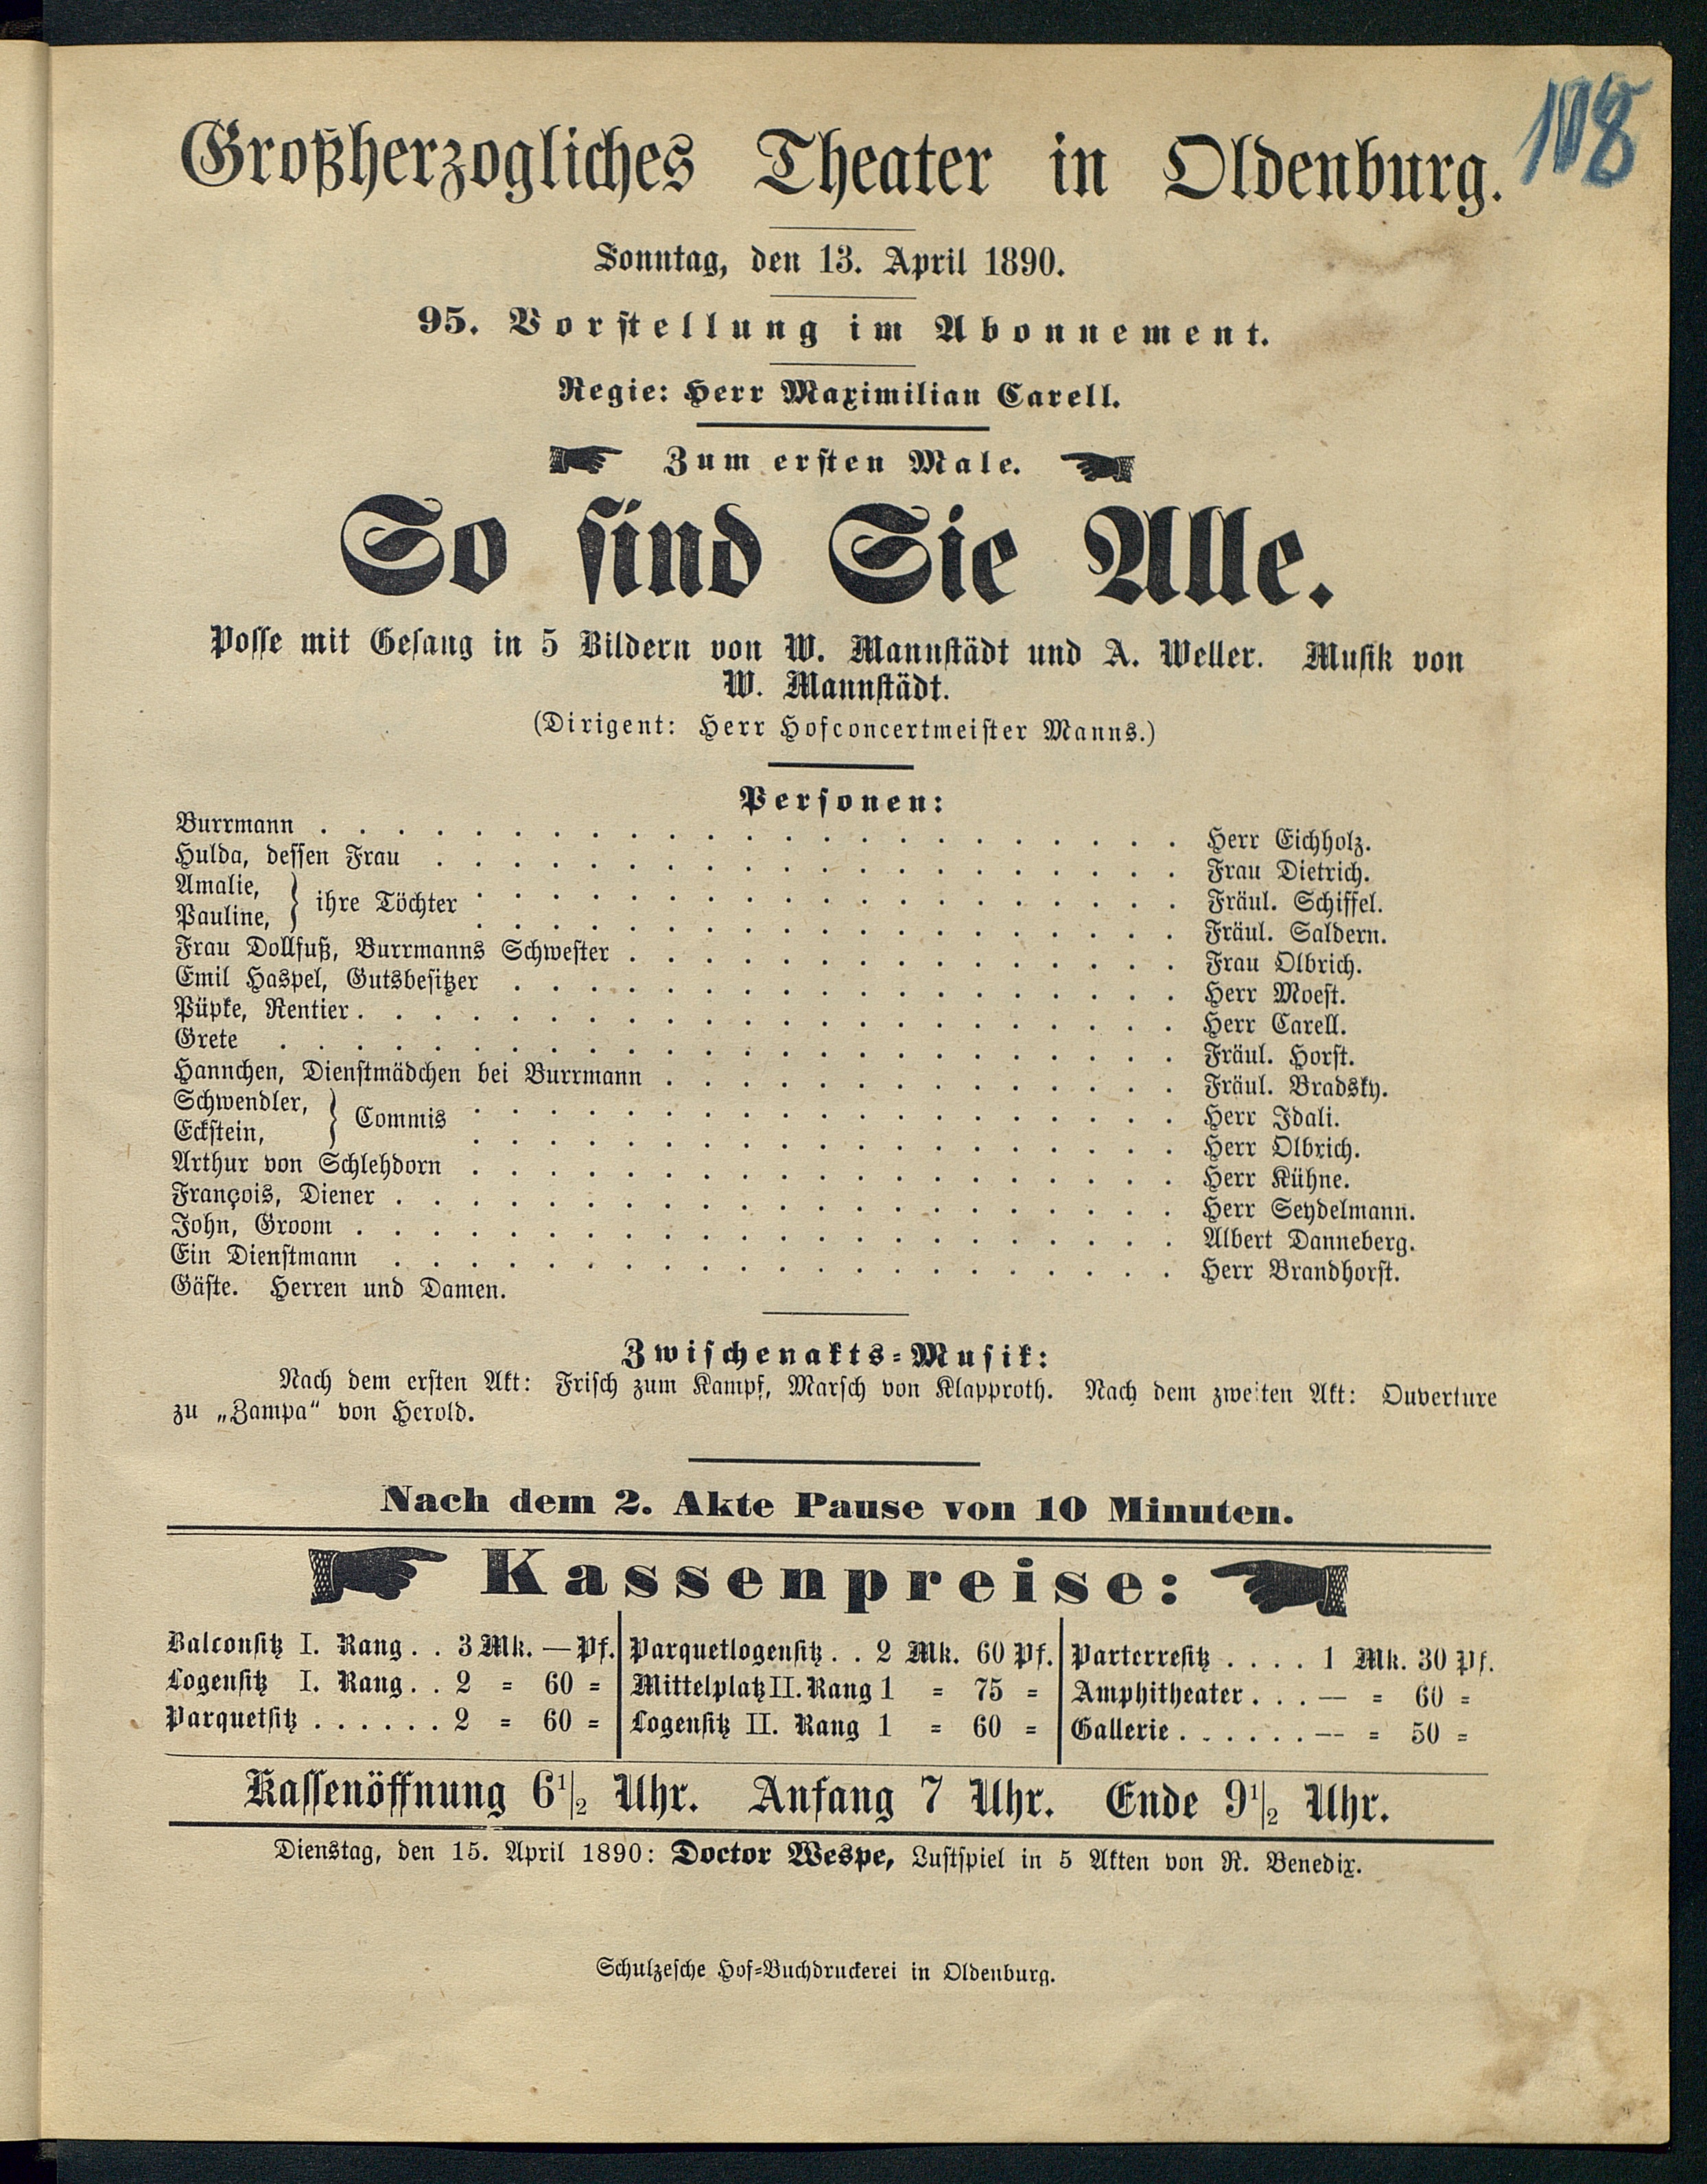 108
Großherzogliches Theater in Oldenburg.
Sonntag, den 13. April 1890.
95. Vorstellung im Abonnement.
Regie: Herr Maximilian Carell.
Zum ersten Male.
So sind Sie Alle.
Posse mit Gesang in 5 Bildern von W. Mannstädt und A. Weller. Musik von
W. Mannstädt.
(Dirigent: Herr Hofconcertmeister Manns.)
Personen:
Burrmann . . . . . Herr Eichholz.
Hulda, dessen Frau . . . . . Frau Dietrich.
Amalie, } ihre Töchter . . . . . Fräul. Schiffel.
Pauline, } . . . . . Fräul. Saldern.
Frau Dollfuß, Burrmanns Schwester . . . . . Frau Olbrich.
Emil Haspel, Gutsbesitzer . . . . . Herr Moest.
Püpke, Rentier . . . . . Herr Carell.
Grete . . . . . Fräul. Horst.
Hannchen, Dienstmädchen bei Burrmann . . . . . Fräul. Bradsky.
Schwendler, } Commis . . . . . Herr Idali.
Eckstein, } . . . . . Herr Olbrich.
Arthur von Schlehdorn . . . . . Herr Kühne.
François, Diener . . . . . Herr Seydelmann.
John, Groom . . . . . Albert Danneberg.
Ein Dienstmann . . . . . Herr Brandhorst.
Gäste. Herren und Damen.
Zwischenakts-Musik:
Nach dem ersten Akt: Frisch zum Kampf, Marsch von Klapproth. Nach dem zweiten Akt: Ouverture
zu „Zampa“ von Herold.
Nach dem 2. Akte Pause von 10 Minuten.
Kassenpreise:
Balconsitz I. Rang . . 3 Mk. — Pf. | Parquetlogensitz . . 2 Mk. 60 Pf. | Parterresitz . . . . 1 Mk. 30 Pf.
Logensitz I. Rang . . 2 = 60 = | Mittelplatz II. Rang 1 = 75 = | Amphitheater . . . — = 60 =
Parquetsitz . . . . . . 2 = 60 = | Logensitz II. Rang 1 = 60 = | Gallerie . . . . . . — = 50 =
Kassenöffnung 6 1/2 Uhr. Anfang 7 Uhr. Ende 9 1/2 Uhr.
Dienstag, den 15. April 1890: Doctor Wespe, Lustspiel in 5 Akten von R. Benedix.
Schulzesche Hof-Buchdruckerei in Oldenburg.